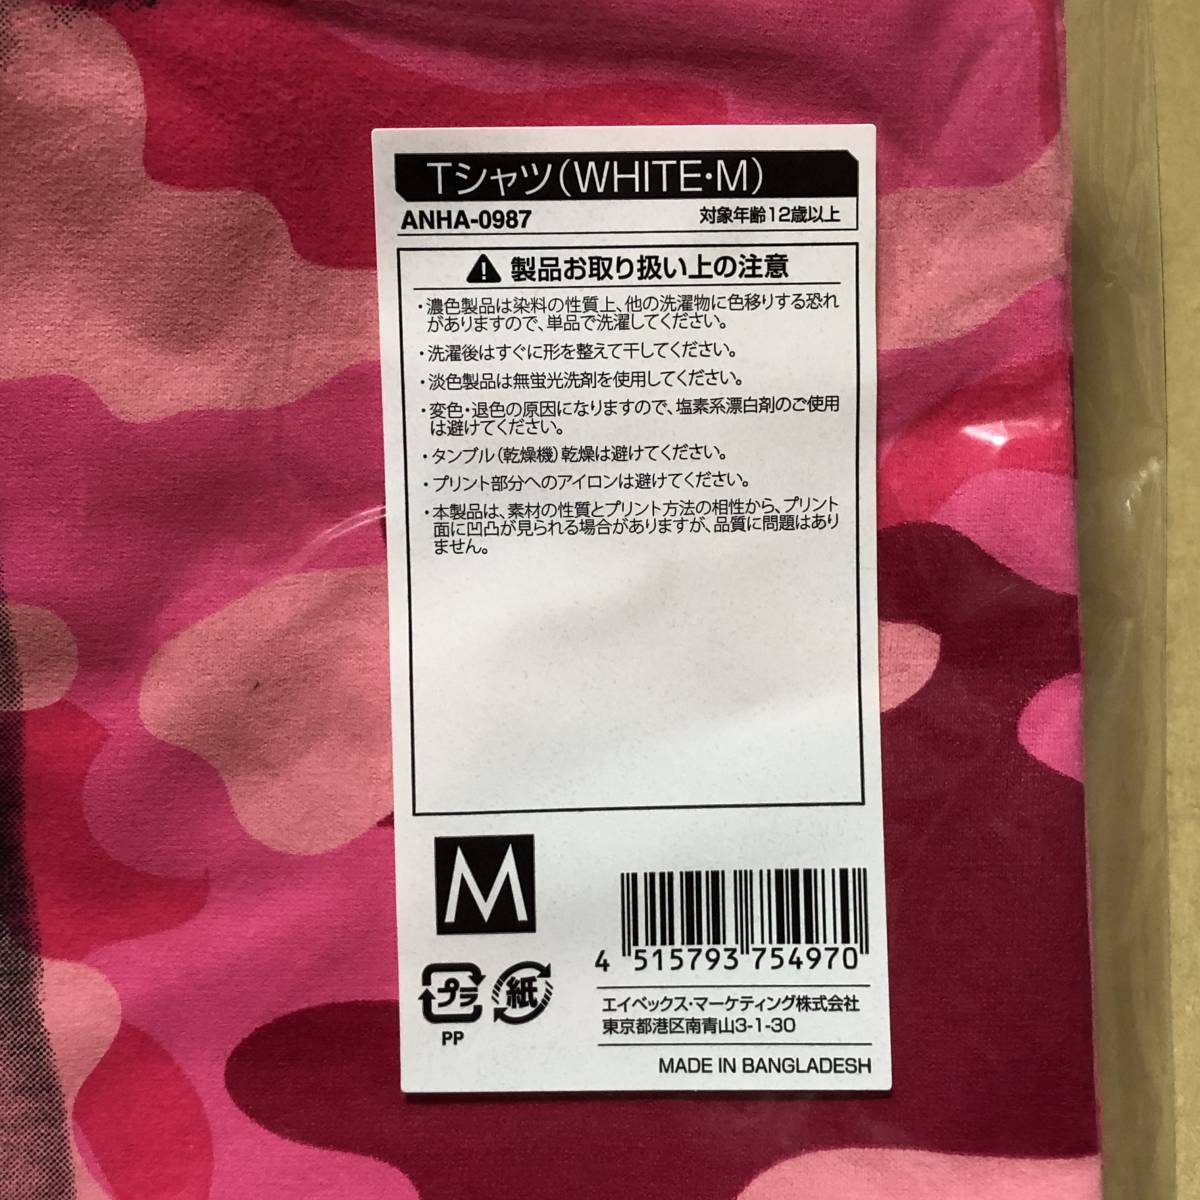 Tシャツ(WHITE・M)
ANHA-0987 対象年齢12歳以上
製品お取り扱い上の注意
・濃色製品は染料の性質上、他の洗濯物に色移りする恐れ
がありますので、単品で洗濯してください。
・洗濯後はすぐに形を整えて干してください。
・淡色製品は無蛍光洗剤を使用してください。
・変色・退色の原因になりますので、塩素系漂白剤のご使用
は避けてください。
・タンブル(乾燥機)乾燥は避けてください。
・プリント部分へのアイロンは避けてください。
・本製品は、素材の性質とプリント方法の相性から、プリント
面に凹凸が見られる場合がありますが、品質に問題はあり
ません。
M
プラ
PP
紙
4 515793 754970
エイベックス・マーケティング株式会社
東京都港区南青山3-1-30
MADE IN BANGLADESH